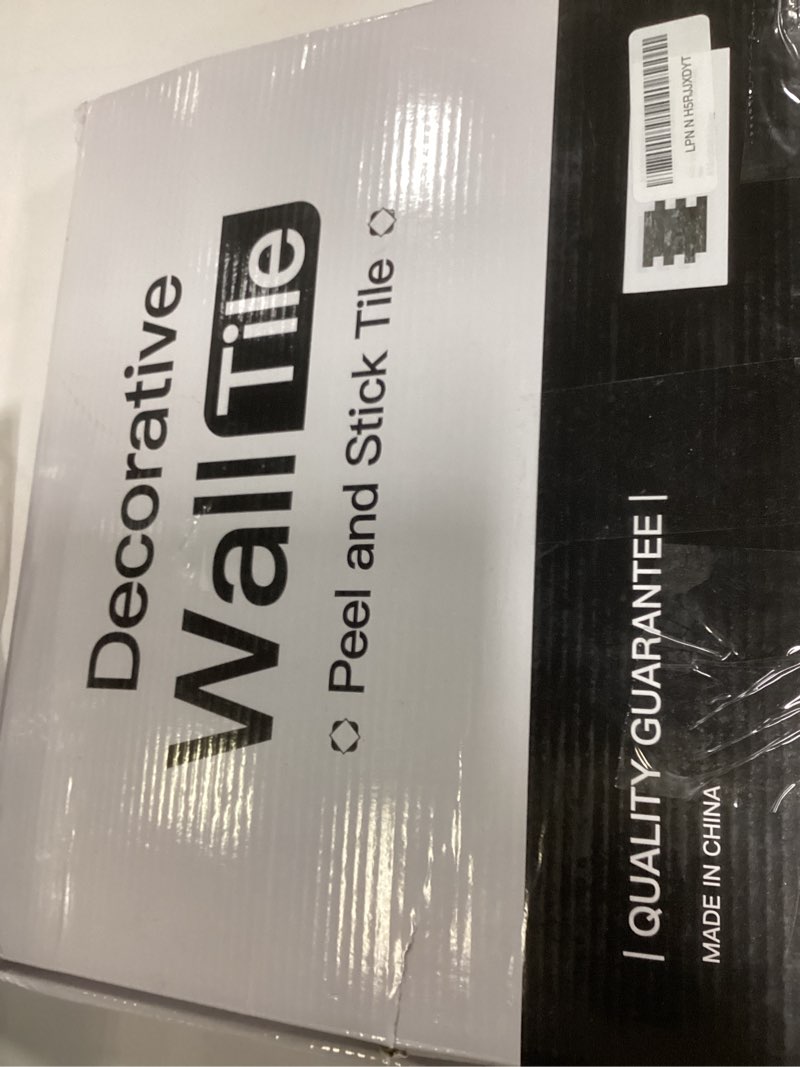 Decorative
Wall Tile
Peel and Stick Tile
| QUALITY GUARANTEE |
MADE IN CHINA